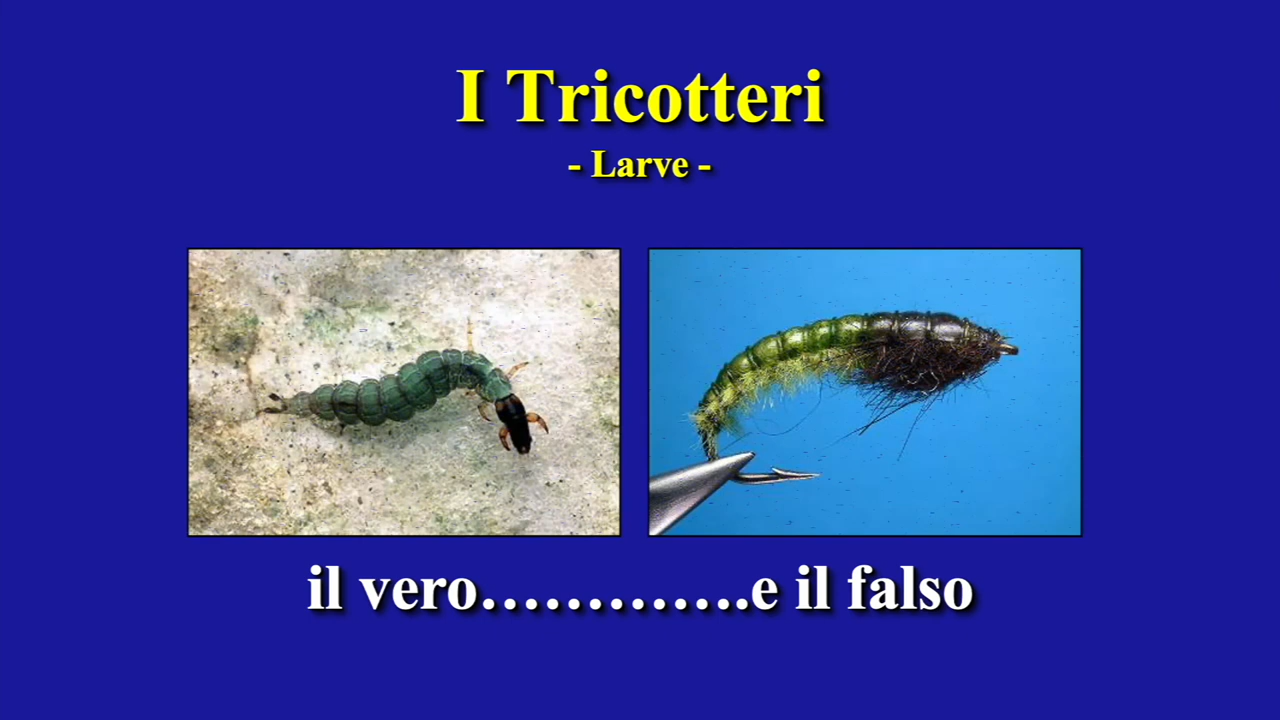 I Tricotteri
- Larve -
il vero………….e il falso